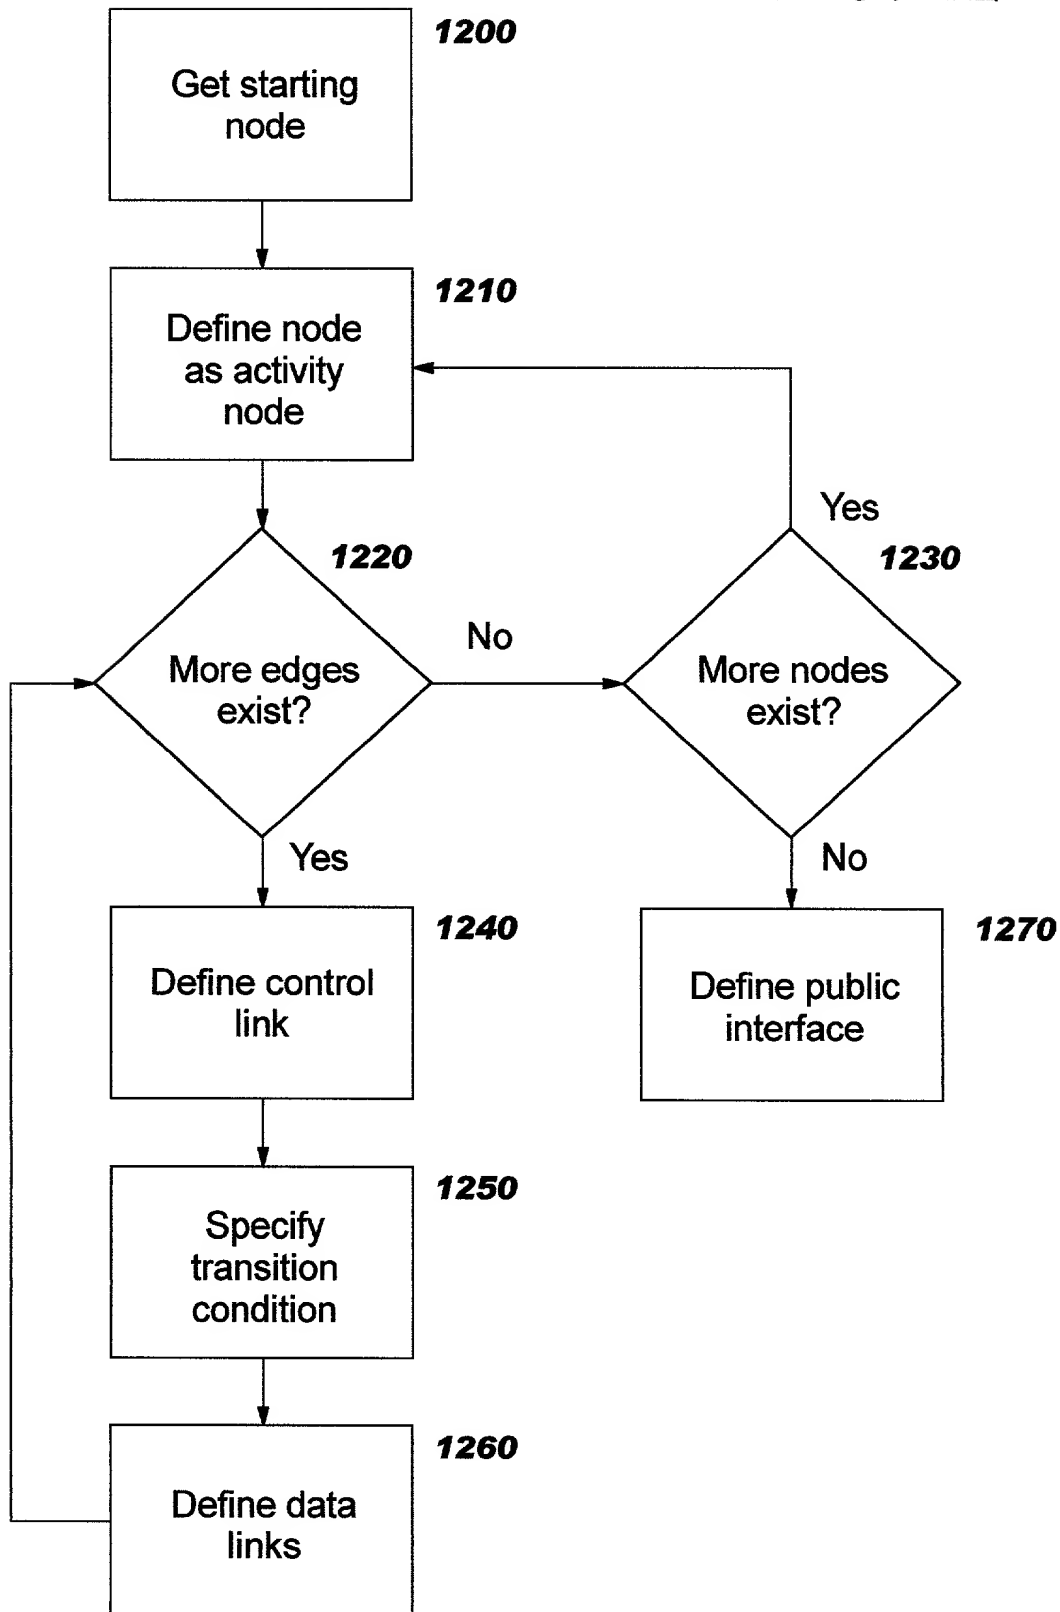 1200
Get starting
node
1210
Define node
as activity
node
Yes
1220
1230
No
More edges
exist?
More nodes
exist?
Yes
No
1240
1270
Define control
link
Define public
interface
1250
Specify
transition
condition
1260
Define data
links